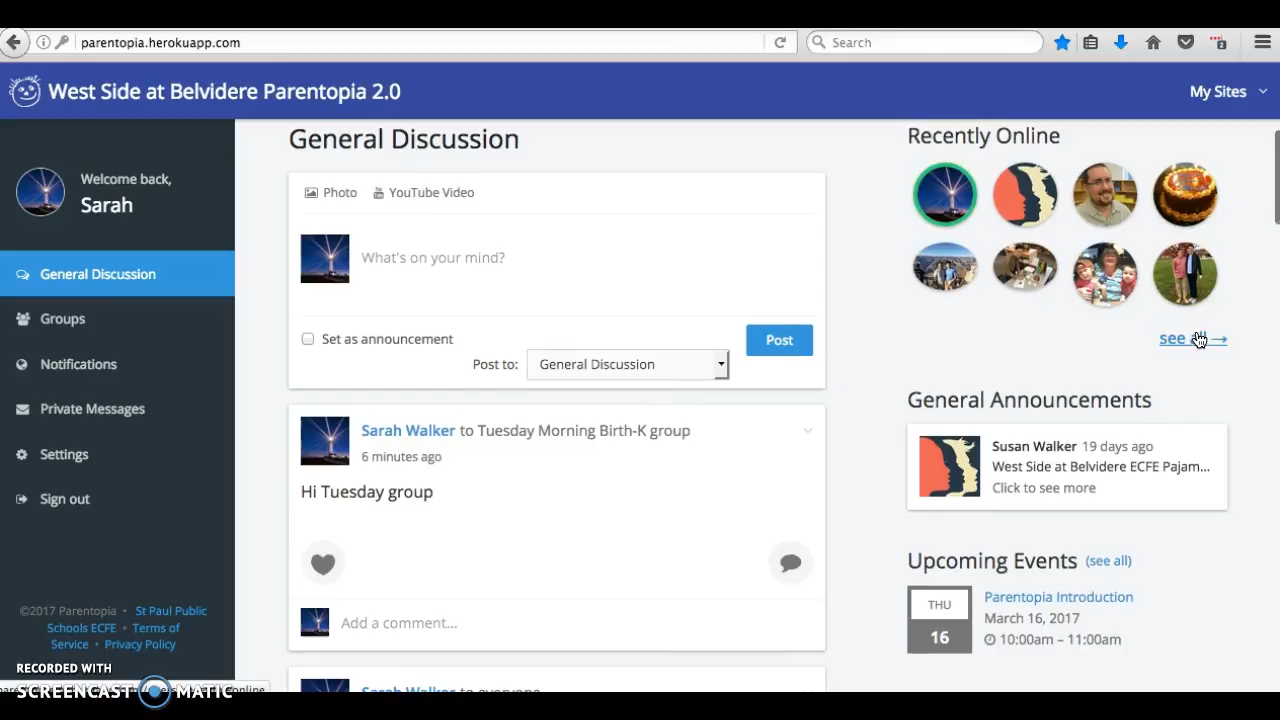 parentopia.herokuapp.com
Search
West Side at Belvidere Parentopia 2.0
My Sites
Welcome back,
Sarah
General Discussion
Groups
Notifications
Private Messages
Settings
Sign out
©2017 Parentopia • St Paul Public
Schools ECFE • Terms of
Service • Privacy Policy
RECORDED WITH
SCREENCAST MATIC
General Discussion
Photo YouTube Video
What's on your mind?
Set as announcement
Post
Post to: General Discussion
Sarah Walker to Tuesday Morning Birth-K group
6 minutes ago
Hi Tuesday group
Add a comment...
Sarah Walker to everyone
Recently Online
see →
General Announcements
Susan Walker 19 days ago
West Side at Belvidere ECFE Pajam...
Click to see more
Upcoming Events (see all)
THU
16
Parentopia Introduction
March 16, 2017
10:00am – 11:00am